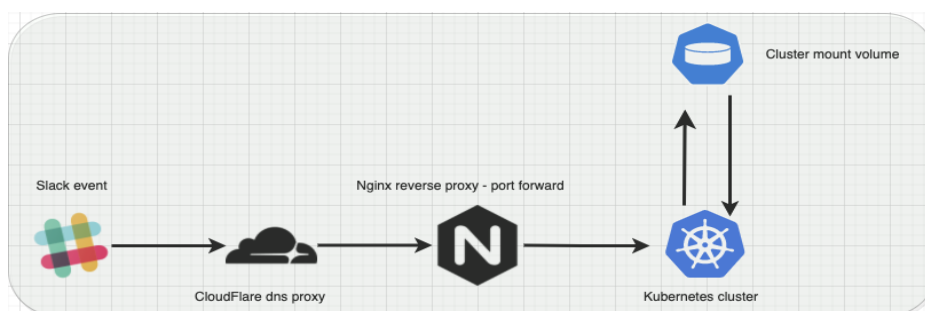 Cluster mount volume
Slack event
Nginx reverse proxy - port forward
N
CloudFlare dns proxy
Kubernetes cluster